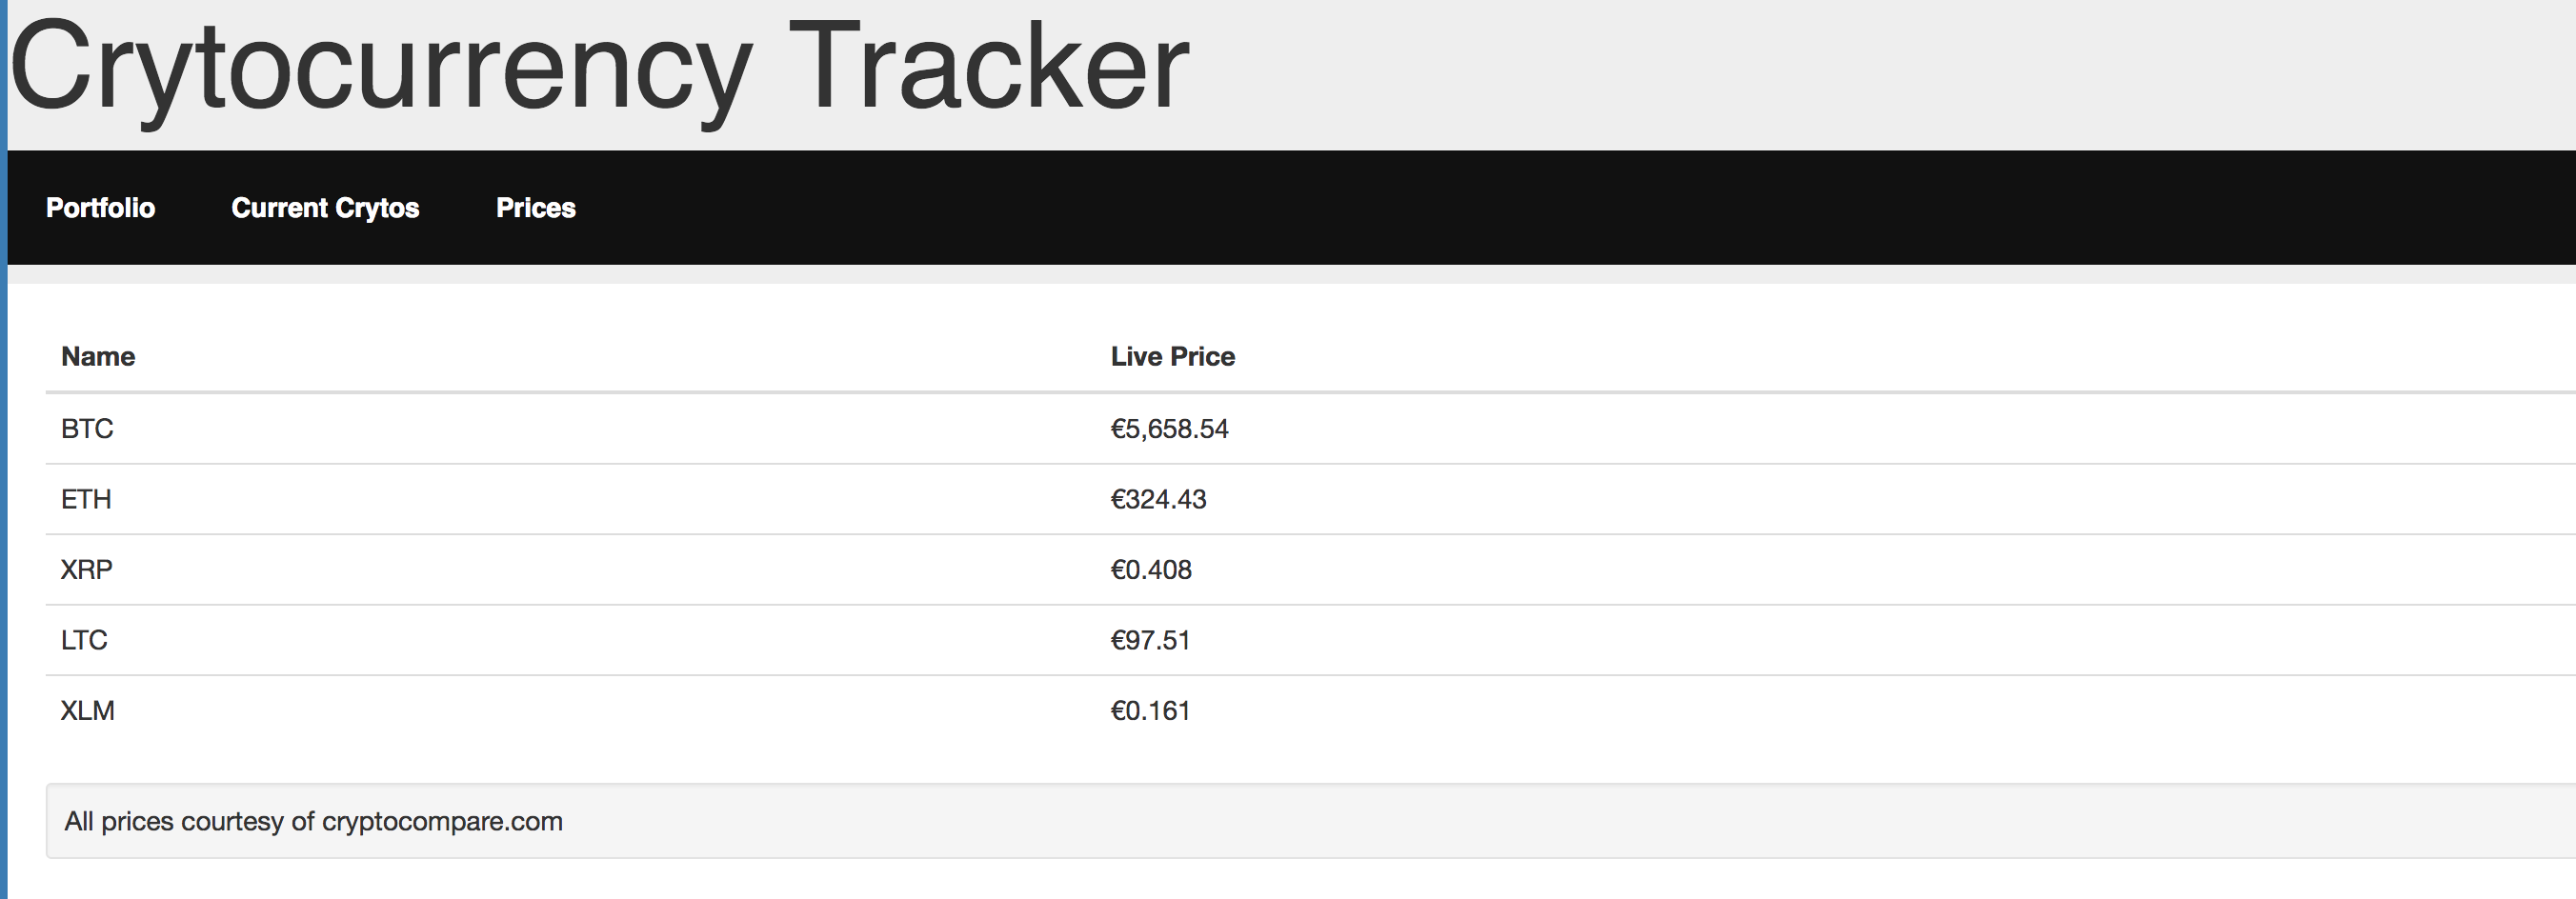 Crytocurrency Tracker
Portfolio Current Crytos Prices
Name Live Price
BTC €5,658.54
ETH €324.43
XRP €0.408
LTC €97.51
XLM €0.161
All prices courtesy of cryptocompare.com